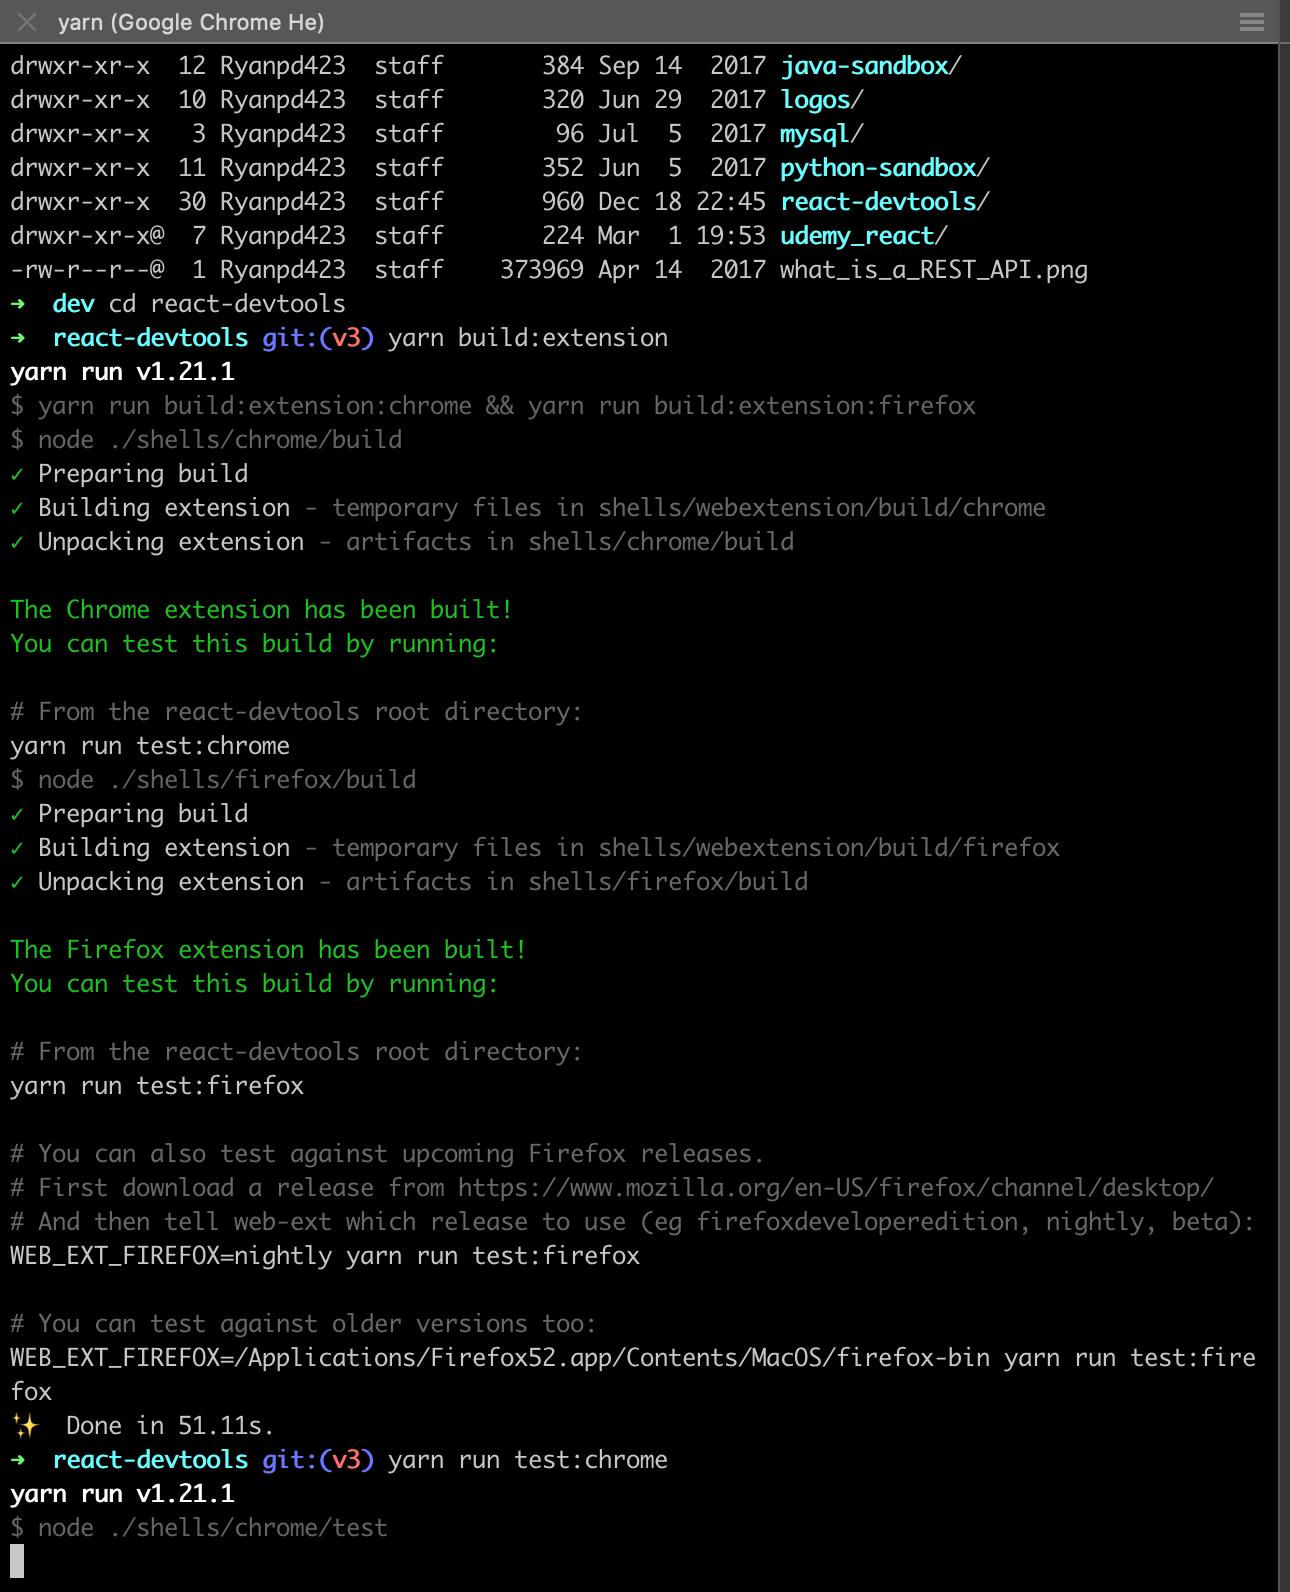 yarn (Google Chrome He)
drwxr-xr-x  12 Ryanpd423  staff       384 Sep 14  2017 java-sandbox/
drwxr-xr-x  10 Ryanpd423  staff       320 Jun 29  2017 logos/
drwxr-xr-x   3 Ryanpd423  staff        96 Jul  5  2017 mysql/
drwxr-xr-x  11 Ryanpd423  staff       352 Jun  5  2017 python-sandbox/
drwxr-xr-x  30 Ryanpd423  staff       960 Dec 18 22:45 react-devtools/
drwxr-xr-x@  7 Ryanpd423  staff       224 Mar  1 19:53 udemy_react/
-rw-r--r--@  1 Ryanpd423  staff    373969 Apr 14  2017 what_is_a_REST_API.png
➜  dev cd react-devtools
➜  react-devtools git:(v3) yarn build:extension
yarn run v1.21.1
$ yarn run build:extension:chrome && yarn run build:extension:firefox
$ node ./shells/chrome/build
✓ Preparing build
✓ Building extension - temporary files in shells/webextension/build/chrome
✓ Unpacking extension - artifacts in shells/chrome/build
The Chrome extension has been built!
You can test this build by running:
# From the react-devtools root directory:
yarn run test:chrome
$ node ./shells/firefox/build
✓ Preparing build
✓ Building extension - temporary files in shells/webextension/build/firefox
✓ Unpacking extension - artifacts in shells/firefox/build
The Firefox extension has been built!
You can test this build by running:
# From the react-devtools root directory:
yarn run test:firefox
# You can also test against upcoming Firefox releases.
# First download a release from https://www.mozilla.org/en-US/firefox/channel/desktop/
# And then tell web-ext which release to use (eg firefoxdeveloperedition, nightly, beta):
WEB_EXT_FIREFOX=nightly yarn run test:firefox
# You can test against older versions too:
WEB_EXT_FIREFOX=/Applications/Firefox52.app/Contents/MacOS/firefox-bin yarn run test:fire
fox
✨  Done in 51.11s.
➜  react-devtools git:(v3) yarn run test:chrome
yarn run v1.21.1
$ node ./shells/chrome/test